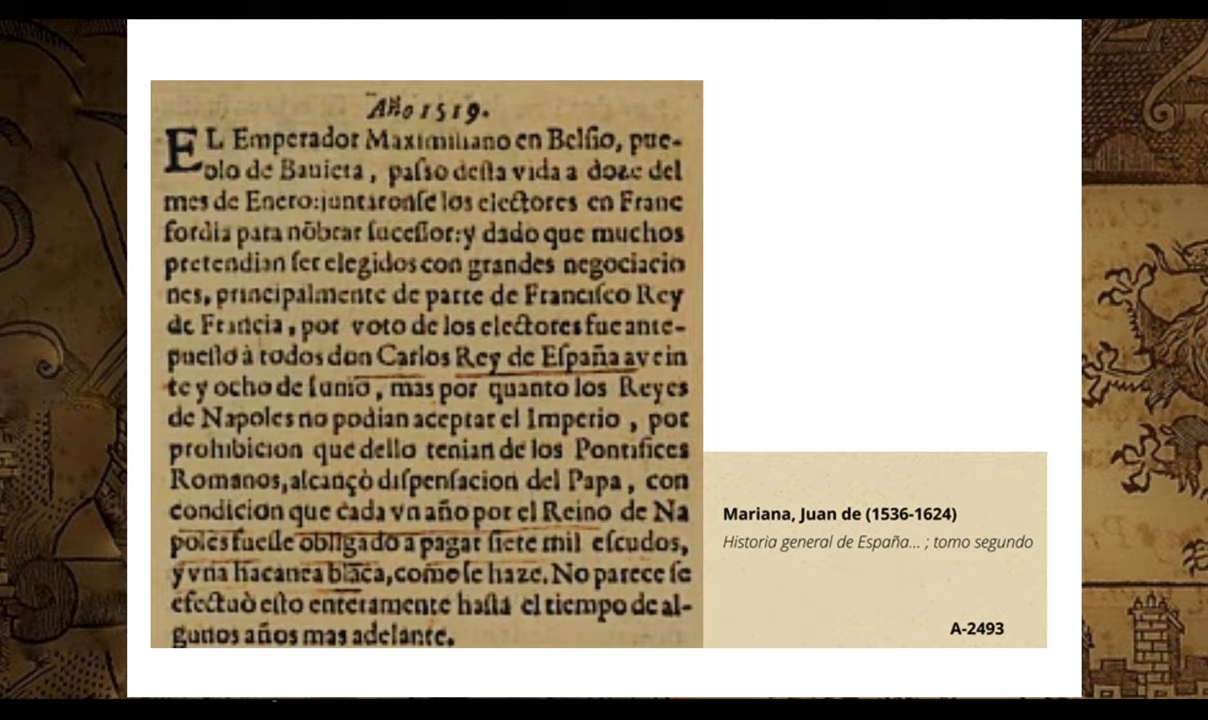 Año 1519.
EL Emperador Maximiliano en Belsio, pue-
olo de Bauiera, passo desta vida a doze del
mes de Enero: juntaronse los electores en Franc
fordia para nõbrar sucessor: y dado que muchos
pretendian ser elegidos con grandes negociacio
nes, principalmente de parte de Francisco Rey
de Francia, por voto de los electores fue ante-
puesto à todos don Carlos Rey de España a vein
te y ocho de Iunio, mas por quanto los Reyes
de Napoles no podian aceptar el Imperio, por
prohibicion que dello tenian de los Pontifices
Romanos, alcançò dispensacion del Papa, con
condicion que cada vn año por el Reino de Na
poles fuesse obligado a pagar siete mil escudos,
y vna hacanea blãca, como se haze. No parece se
efectuò esto enteramente hasta el tiempo de al-
gunos años mas adelante.
Mariana, Juan de (1536-1624)
Historia general de España... ; tomo segundo
A-2493